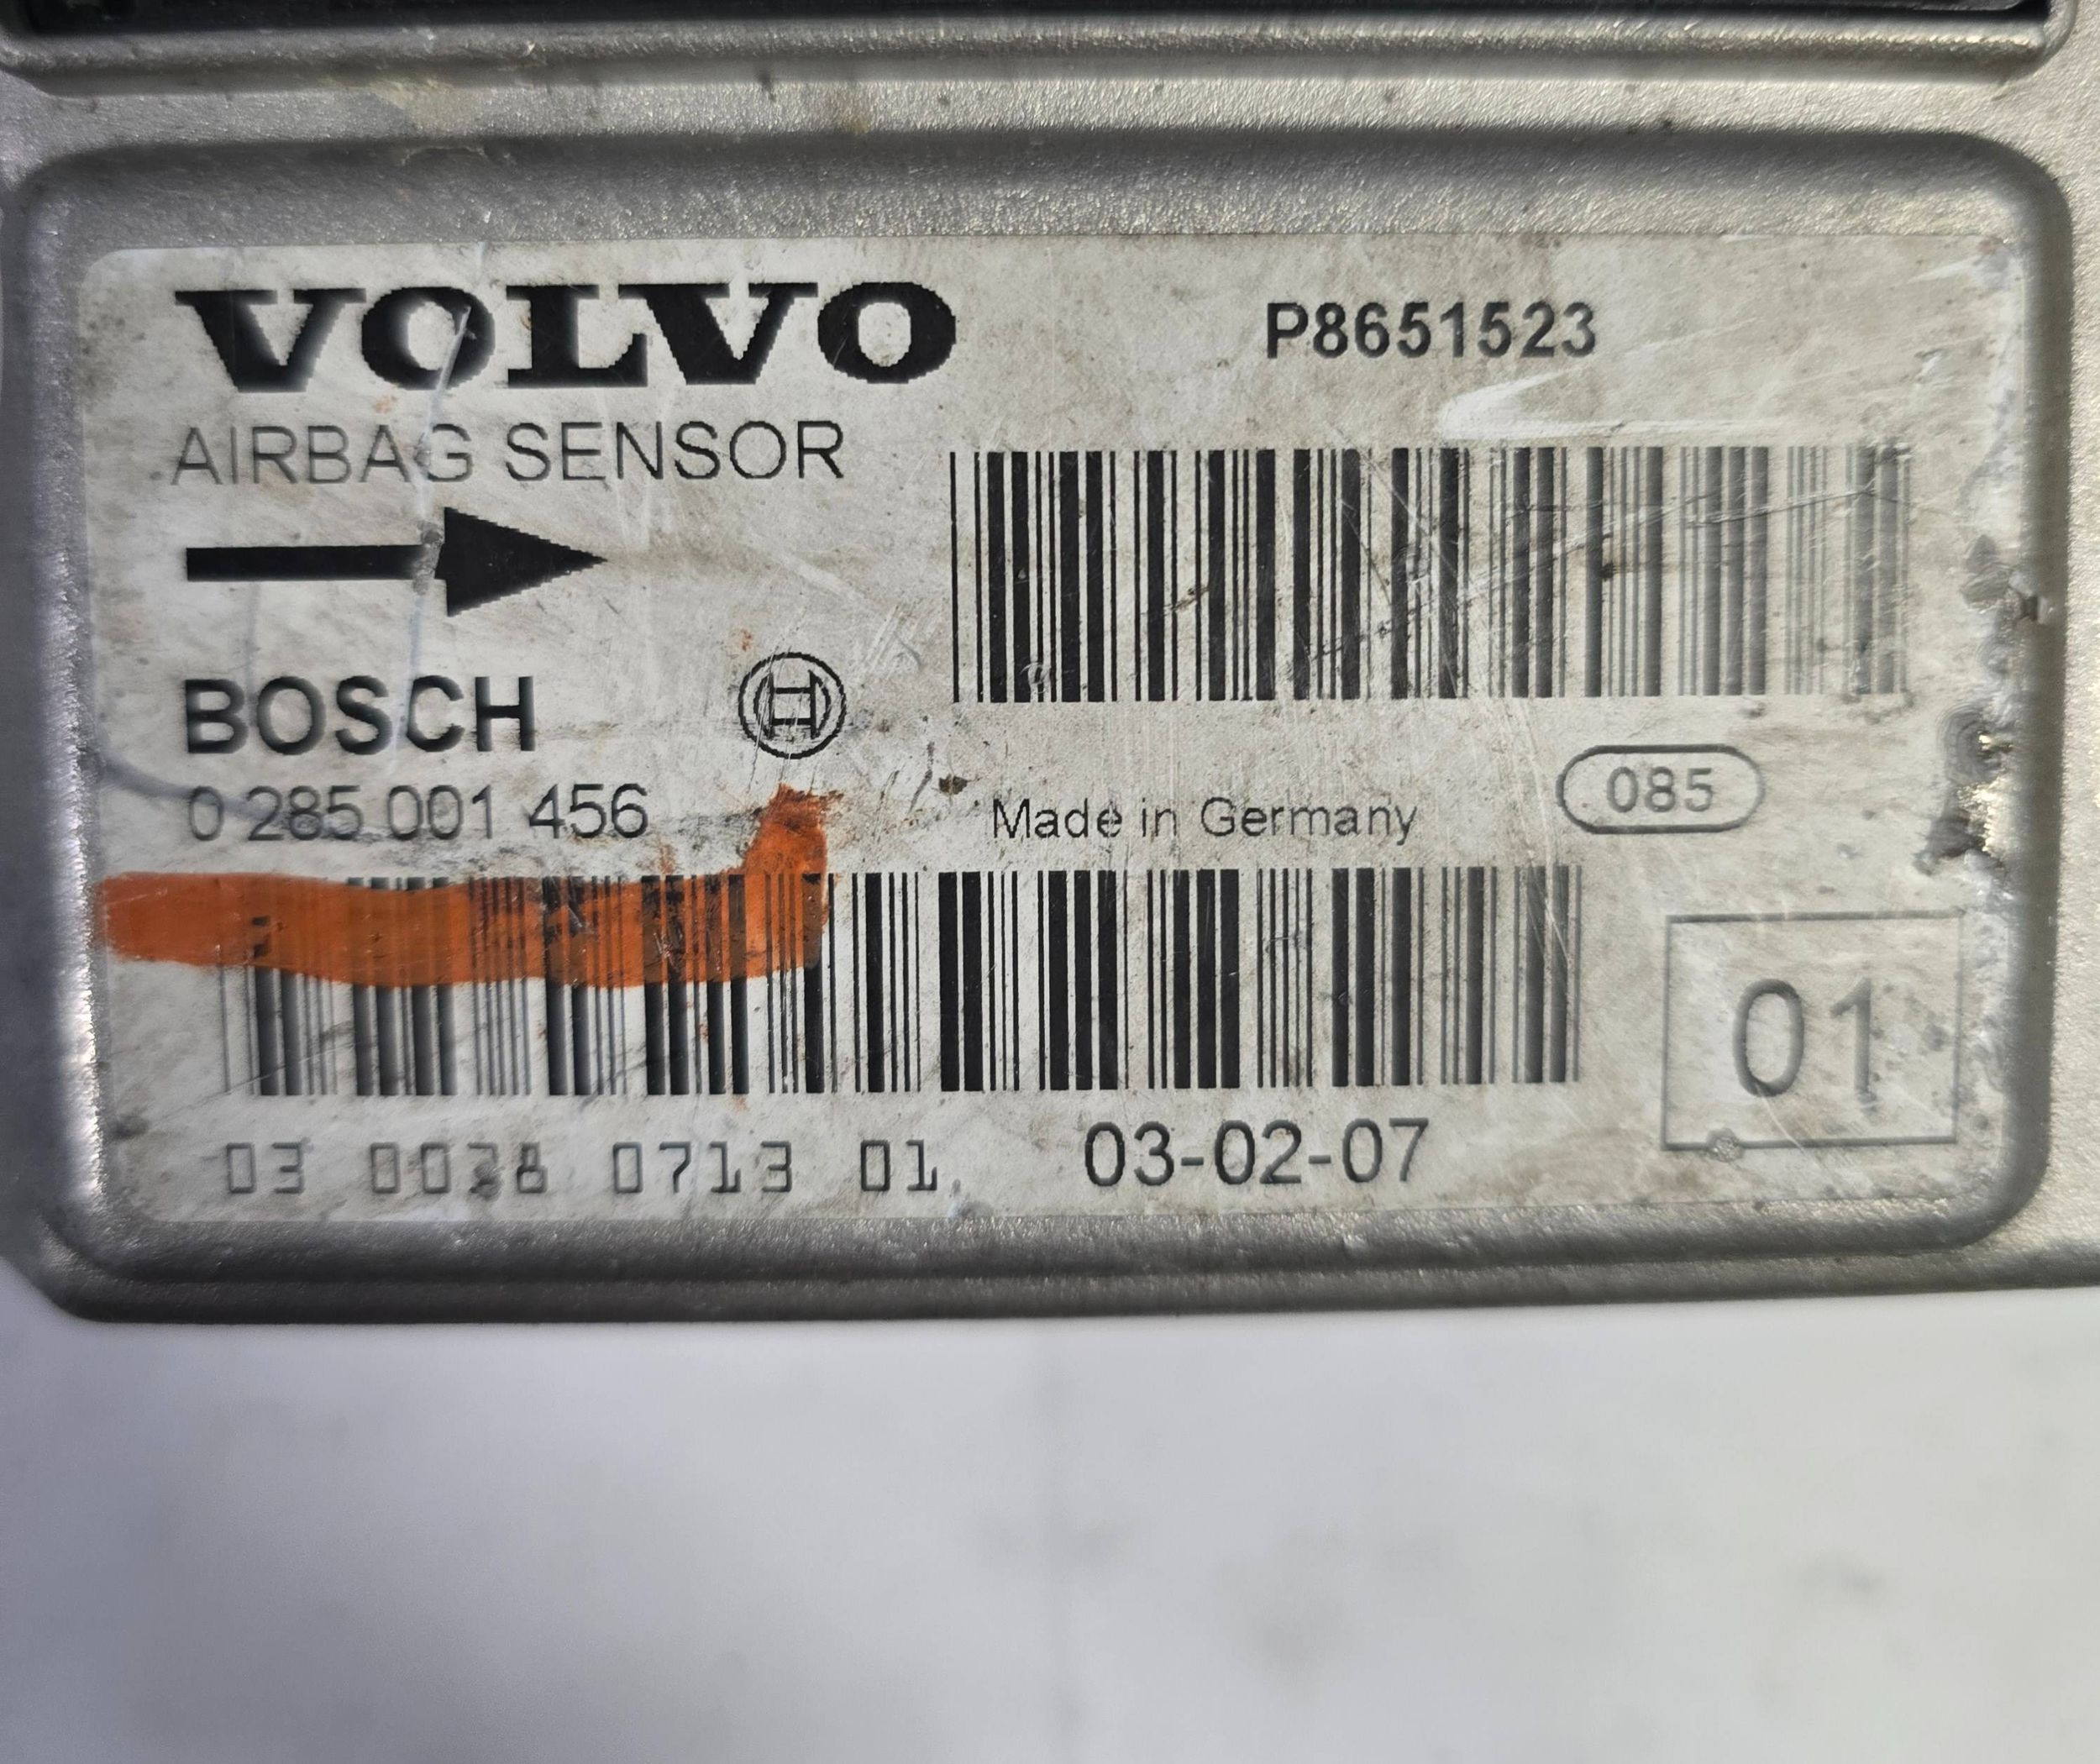 VOLVO
P8651523
AIRBAG SENSOR
BOSCH
0 285 001 456
Made in Germany
085
01
03 0038 0713 01
03-02-07